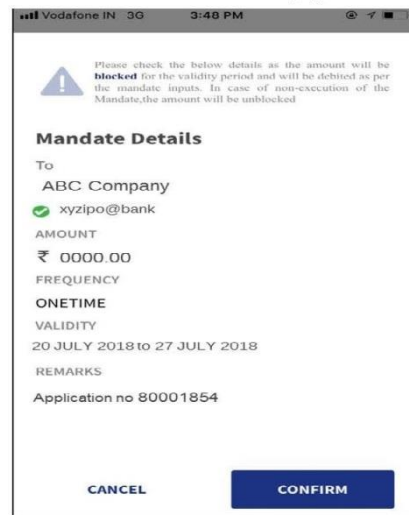 Vodafone IN 3G 3:48 PM
Please check the below details as the amount will be
blocked for the validity period and will be debited as per
the mandate inputs. In case of non-execution of the
Mandate,the amount will be unblocked
Mandate Details
To
ABC Company
xyzipo@bank
AMOUNT
₹ 0000.00
FREQUENCY
ONETIME
VALIDITY
20 JULY 2018 to 27 JULY 2018
REMARKS
Application no 80001854
CANCEL CONFIRM